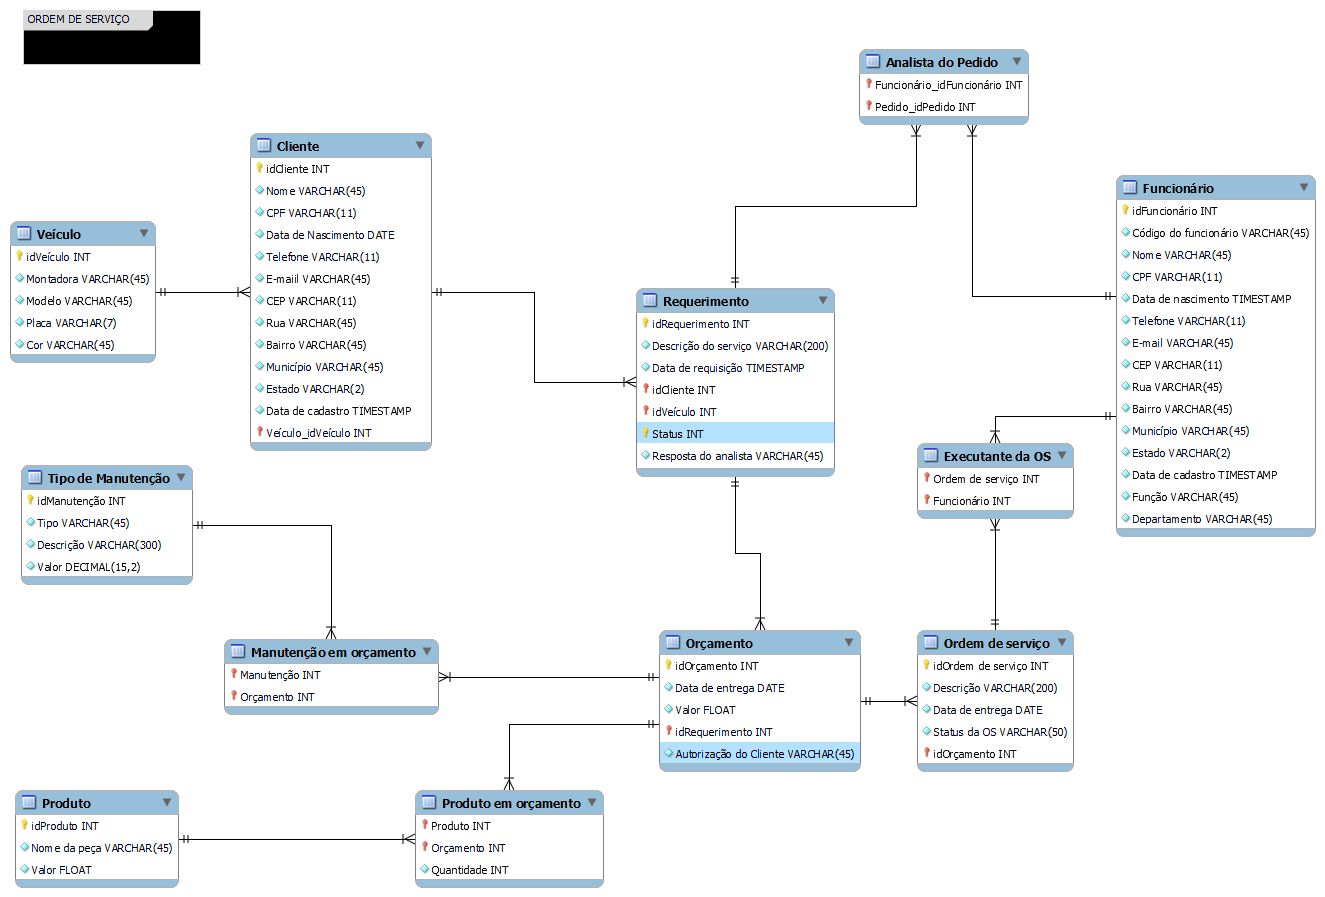 ORDEM DE SERVIÇO
Analista do Pedido
Funcionário_idFuncionário INT
Pedido_idPedido INT
Cliente
idCliente INT
Nome VARCHAR(45)
CPF VARCHAR(11)
Data de Nascimento DATE
Telefone VARCHAR(11)
E-maiil VARCHAR(45)
CEP VARCHAR(11)
Rua VARCHAR(45)
Bairro VARCHAR(45)
Município VARCHAR(45)
Estado VARCHAR(2)
Data de cadastro TIMESTAMP
Veículo_idVeículo INT
Funcionário
idFuncionário INT
Código do funcionário VARCHAR(45)
Nome VARCHAR(45)
CPF VARCHAR(11)
Data de nascimento TIMESTAMP
Telefone VARCHAR(11)
E-mail VARCHAR(45)
CEP VARCHAR(11)
Rua VARCHAR(45)
Bairro VARCHAR(45)
Município VARCHAR(45)
Estado VARCHAR(2)
Data de cadastro TIMESTAMP
Função VARCHAR(45)
Departamento VARCHAR(45)
Veículo
idVeículo INT
Montadora VARCHAR(45)
Modelo VARCHAR(45)
Placa VARCHAR(7)
Cor VARCHAR(45)
Requerimento
idRequerimento INT
Descrição do serviço VARCHAR(200)
Data de requisição TIMESTAMP
idCliente INT
idVeículo INT
Status INT
Resposta do analista VARCHAR(45)
Executante da OS
Ordem de serviço INT
Funcionário INT
Tipo de Manutenção
idManutenção INT
Tipo VARCHAR(45)
Descrição VARCHAR(300)
Valor DECIMAL(15,2)
Manutenção em orçamento
Manutenção INT
Orçamento INT
Orçamento
idOrçamento INT
Data de entrega DATE
Valor FLOAT
idRequerimento INT
Autorização do Cliente VARCHAR(45)
Ordem de serviço
idOrdem de serviço INT
Descrição VARCHAR(200)
Data de entrega DATE
Status da OS VARCHAR(50)
idOrçamento INT
Produto
idProduto INT
Nome da peça VARCHAR(45)
Valor FLOAT
Produto em orçamento
Produto INT
Orçamento INT
Quantidade INT